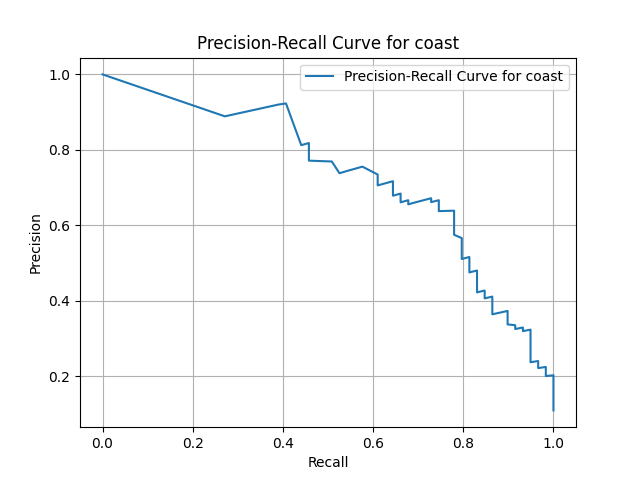 Precision-Recall Curve for coast
Precision-Recall Curve for coast
1.0
0.8
0.6
0.4
0.2
Precision
0.0 0.2 0.4 0.6 0.8 1.0
Recall